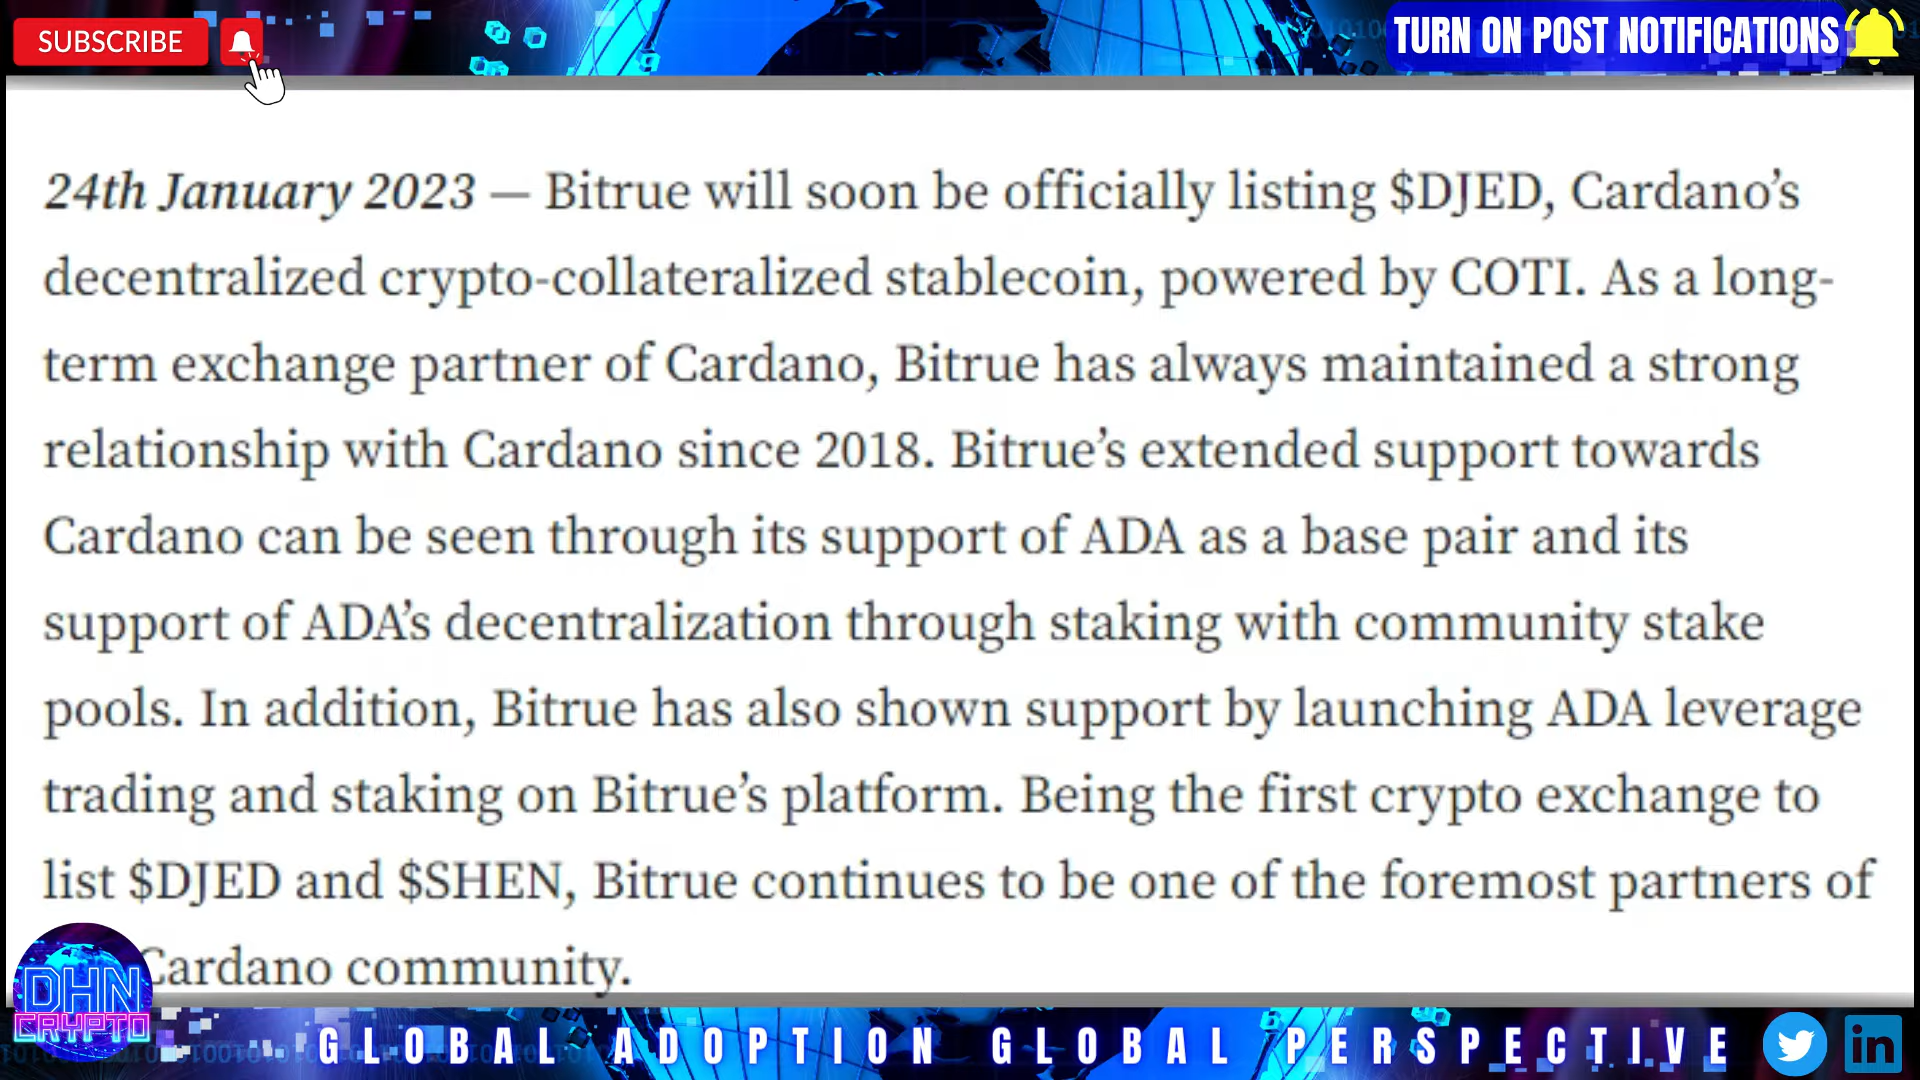 SUBSCRIBE
TURN ON POST NOTIFICATIONS
24th January 2023 — Bitrue will soon be officially listing $DJED, Cardano’s
decentralized crypto-collateralized stablecoin, powered by COTI. As a long-
term exchange partner of Cardano, Bitrue has always maintained a strong
relationship with Cardano since 2018. Bitrue’s extended support towards
Cardano can be seen through its support of ADA as a base pair and its
support of ADA’s decentralization through staking with community stake
pools. In addition, Bitrue has also shown support by launching ADA leverage
trading and staking on Bitrue’s platform. Being the first crypto exchange to
list $DJED and $SHEN, Bitrue continues to be one of the foremost partners of
Cardano community.
DHN
CRYPTO
GLOBAL ADOPTION GLOBAL PERSPECTIVE
in